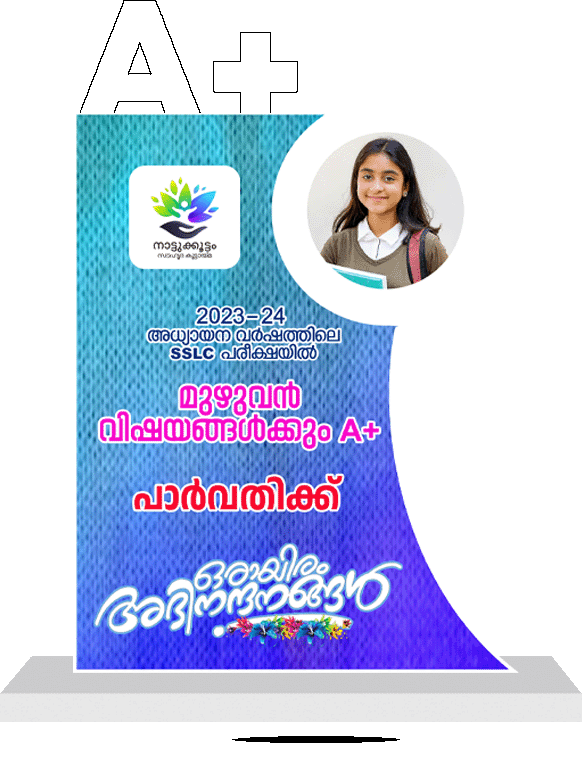 A+
നാട്ടുക്കൂട്ടം
സൗഹൃദ കൂട്ടായ്മ
2023-24
അധ്യായന വർഷത്തിലെ
SSLC പരീക്ഷയിൽ
മുഴുവൻ
വിഷയങ്ങൾക്കും A+
പാർവതിക്ക്
ഒരായിരം
അഭിനന്ദനങ്ങൾ